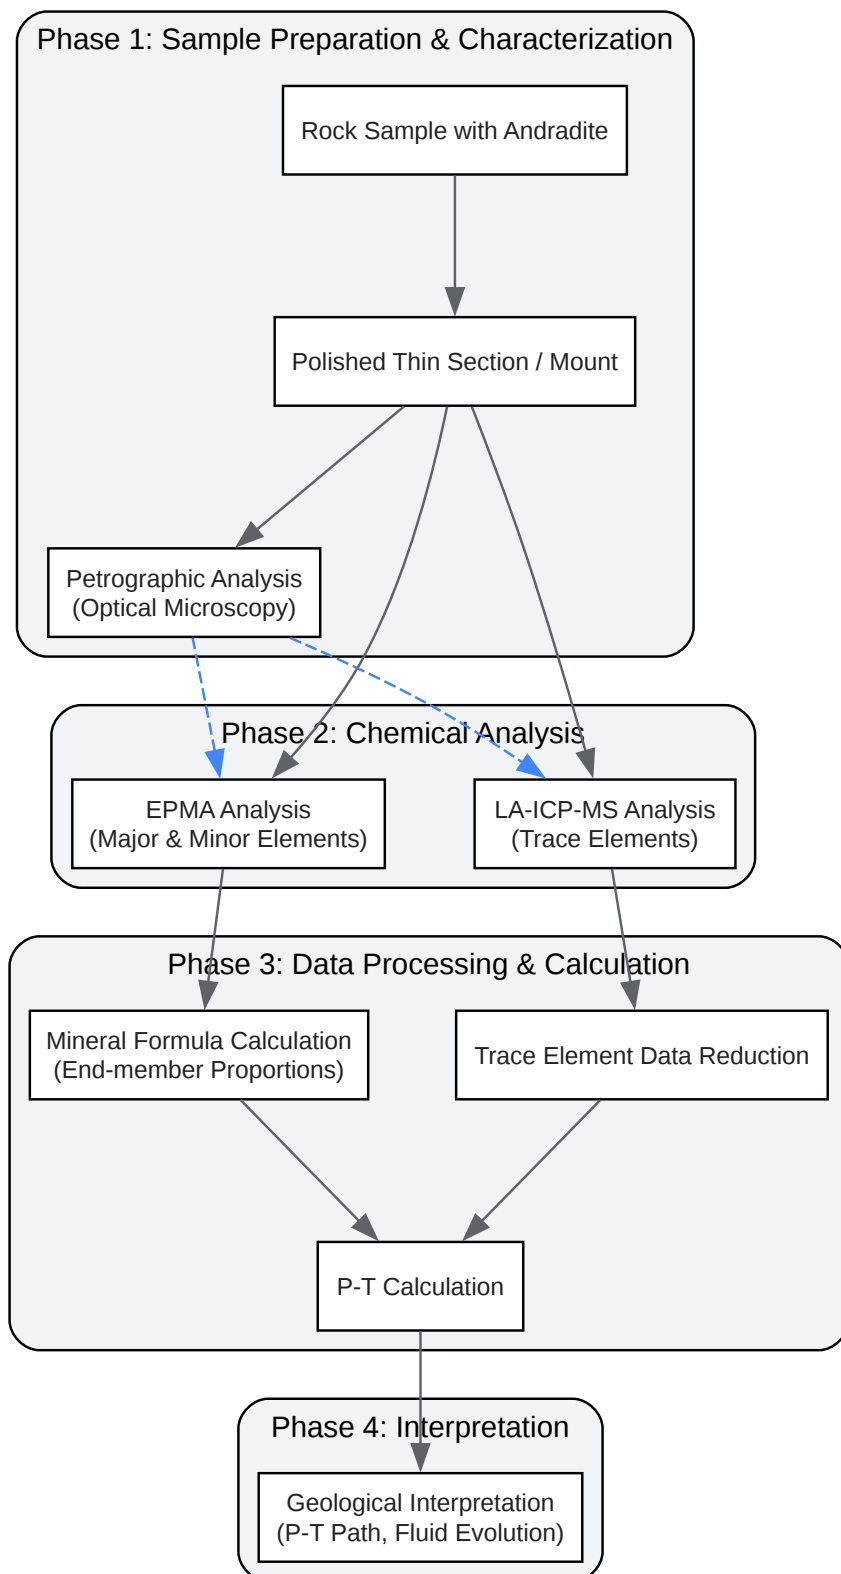 Phase 1: Sample Preparation & Characterization
Rock Sample with Andradite
Polished Thin Section / Mount
Petrographic Analysis
(Optical Microscopy)
Phase 2: Chemical Analysis
EPMA Analysis
(Major & Minor Elements)
LA-ICP-MS Analysis
(Trace Elements)
Phase 3: Data Processing & Calculation
Mineral Formula Calculation
(End-member Proportions)
Trace Element Data Reduction
P-T Calculation
Phase 4: Interpretation
Geological Interpretation
(P-T Path, Fluid Evolution)